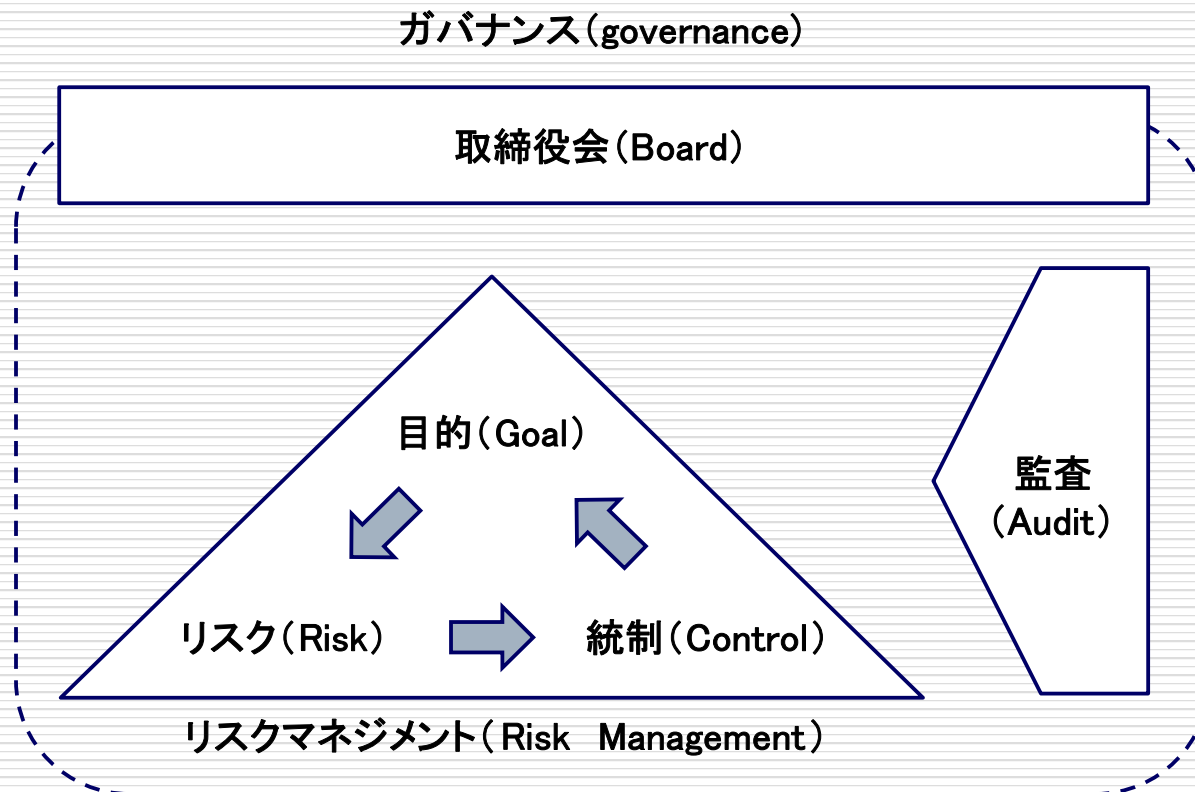 ガバナンス(governance)
取締役会(Board)
目的(Goal)
監査
(Audit)
リスク(Risk)
統制(Control)
リスクマネジメント(Risk Management)